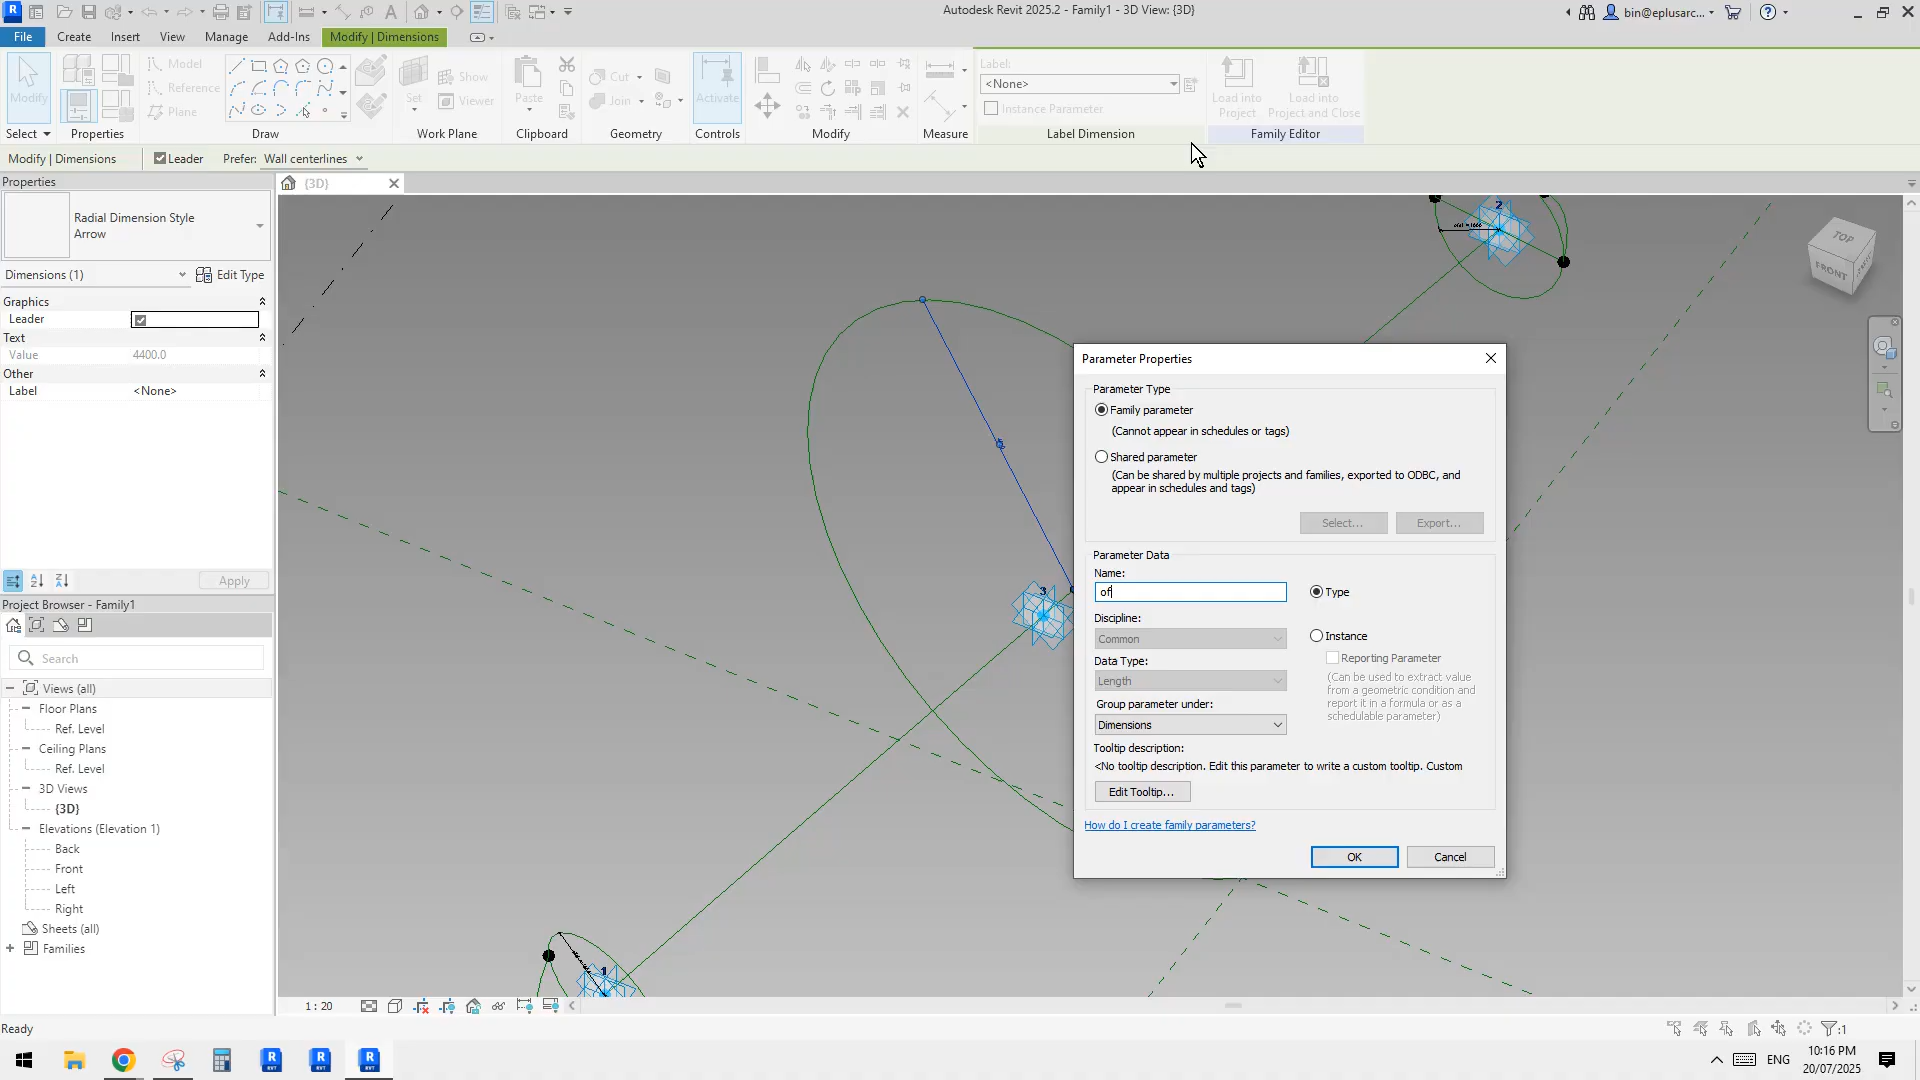 Autodesk Revit 2025.2 - Family1 - 3D View: {3D}
bin@eplusarc...
File Create Insert View Manage Add-Ins Modify | Dimensions
Modify
Model
Reference
Plane
Set
Show
Viewer
Paste
Cut
Join
Activate
Label:
<None>
Instance Parameter
Load into Project
Load into Project and Close
Select Properties Draw Work Plane Clipboard Geometry Controls Modify Measure Label Dimension Family Editor
Modify | Dimensions Leader Prefer: Wall centerlines
Properties
{3D}
Radial Dimension Style
Arrow
Dimensions (1) Edit Type
Graphics
Leader
Text
Value 4400.0
Other
Label <None>
Apply
Project Browser - Family1
Search
Views (all)
Floor Plans
Ref. Level
Ceiling Plans
Ref. Level
3D Views
{3D}
Elevations (Elevation 1)
Back
Front
Left
Right
Sheets (all)
Families
2
3
1
TOP
FRONT
Parameter Properties
Parameter Type
Family parameter
(Cannot appear in schedules or tags)
Shared parameter
(Can be shared by multiple projects and families, exported to ODBC, and
appear in schedules and tags)
Select... Export...
Parameter Data
Name:
of
Type
Discipline:
Common
Instance
Data Type:
Reporting Parameter
Length
(Can be used to extract value
from a geometric condition and
report it in a formula or as a
schedulable parameter)
Group parameter under:
Dimensions
Tooltip description:
<No tooltip description. Edit this parameter to write a custom tooltip. Custom
Edit Tooltip...
How do I create family parameters?
OK Cancel
1 : 20
Ready
:1
ENG
10:16 PM
20/07/2025